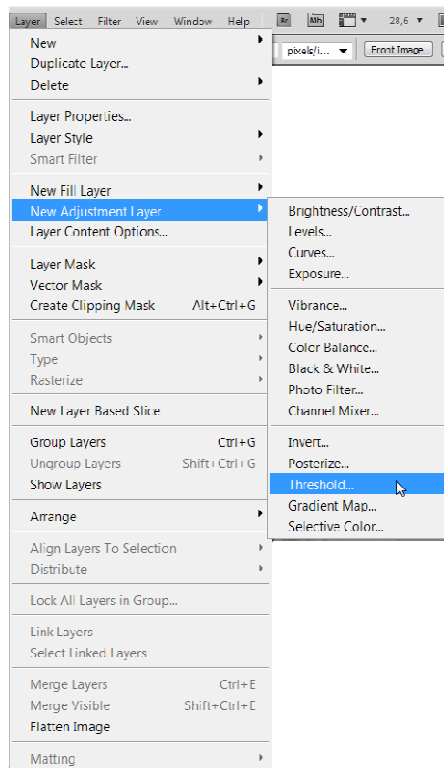 Layer Select Filter View Window Help Br Mb 28,6
pixels/i... Front Image
New
Duplicate Layer...
Delete
Layer Properties...
Layer Style
Smart Filter
New Fill Layer
New Adjustment Layer
Layer Content Options...
Layer Mask
Vector Mask
Create Clipping Mask Alt+Ctrl+G
Smart Objects
Type
Rasterize
New Layer Based Slice
Group Layers Ctrl+G
Ungroup Layers Shift+Ctrl+G
Show Layers
Arrange
Align Layers To Selection
Distribute
Lock All Layers in Group...
Link Layers
Select Linked Layers
Merge Layers Ctrl+E
Merge Visible Shift+Ctrl+E
Flatten Image
Matting
Brightness/Contrast...
Levels...
Curves...
Exposure...
Vibrance...
Hue/Saturation...
Color Balance...
Black & White...
Photo Filter...
Channel Mixer...
Invert...
Posterize...
Threshold...
Gradient Map...
Selective Color...